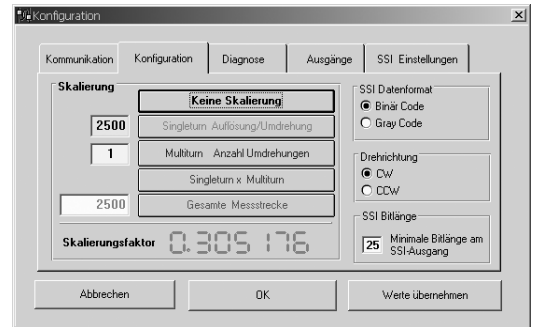 Konfiguration
Kommunikation Konfiguration Diagnose Ausgänge SSI Einstellungen
Skalierung
Keine Skalierung
2500 Singleturn Auflösung/Umdrehung
1 Multiturn Anzahl Umdrehungen
Singleturn x Multiturn
2500 Gesamte Messstrecke
Skalierungsfaktor 0.305176
SSI Datenformat
Binär Code
Gray Code
Drehrichtung
CW
CCW
SSI Bitlänge
25 Minimale Bitlänge am
SSI-Ausgang
Abbrechen OK Werte übernehmen